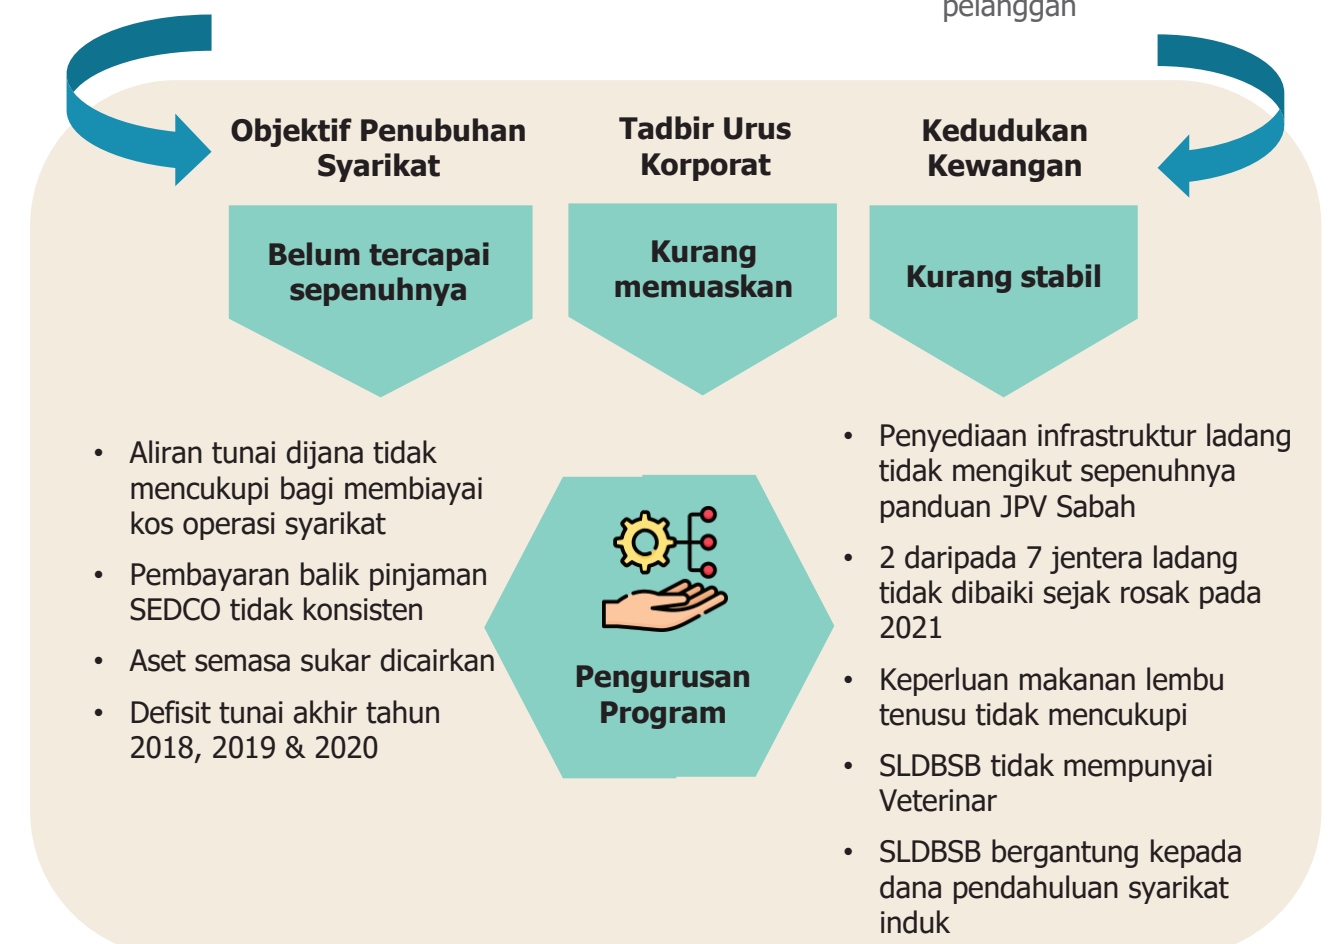 pelanggan
Objektif Penubuhan
Syarikat
Tadbir Urus
Korporat
Kedudukan
Kewangan
Belum tercapai
sepenuhnya
Kurang
memuaskan
Kurang stabil
• Aliran tunai dijana tidak
mencukupi bagi membiayai
kos operasi syarikat
• Pembayaran balik pinjaman
SEDCO tidak konsisten
• Aset semasa sukar dicairkan
• Defisit tunai akhir tahun
2018, 2019 & 2020
Pengurusan
Program
• Penyediaan infrastruktur ladang
tidak mengikut sepenuhnya
panduan JPV Sabah
• 2 daripada 7 jentera ladang
tidak dibaiki sejak rosak pada
2021
• Keperluan makanan lembu
tenusu tidak mencukupi
• SLDBSB tidak mempunyai
Veterinar
• SLDBSB bergantung kepada
dana pendahuluan syarikat
induk